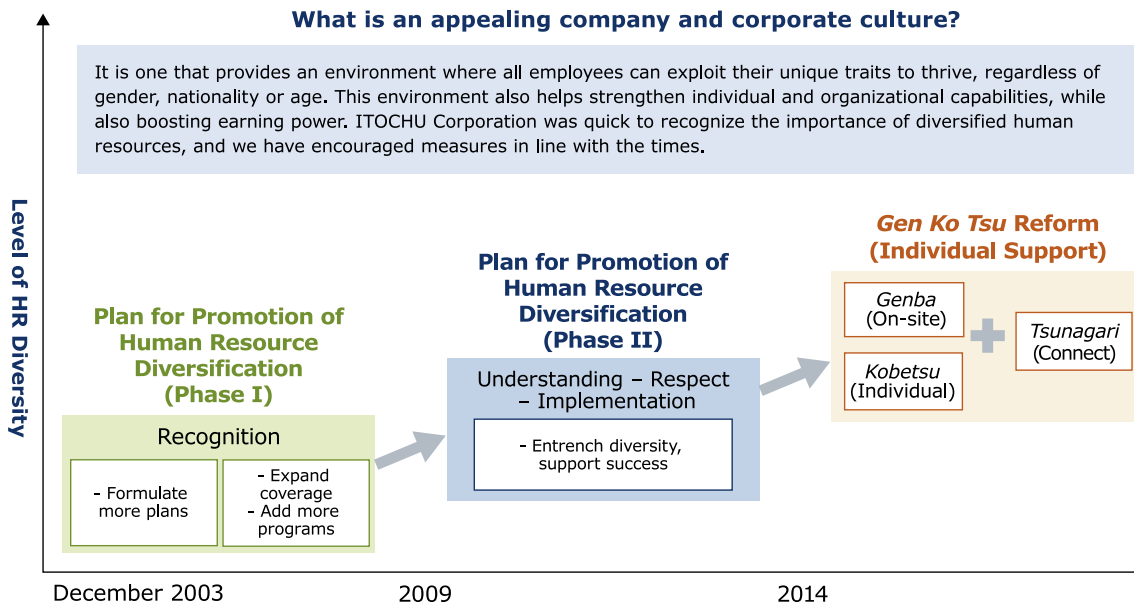 What is an appealing company and corporate culture?
It is one that provides an environment where all employees can exploit their unique traits to thrive, regardless of
gender, nationality or age. This environment also helps strengthen individual and organizational capabilities, while
also boosting earning power. ITOCHU Corporation was quick to recognize the importance of diversified human
resources, and we have encouraged measures in line with the times.
Level of HR Diversity
Plan for Promotion of
Human Resource
Diversification
(Phase I)
Recognition
- Formulate
more plans
- Expand
coverage
- Add more
programs
Plan for Promotion of
Human Resource
Diversification
(Phase II)
Understanding – Respect
– Implementation
- Entrench diversity,
support success
Gen Ko Tsu Reform
(Individual Support)
Genba
(On-site)
Kobetsu
(Individual)
Tsunagari
(Connect)
December 2003
2009
2014